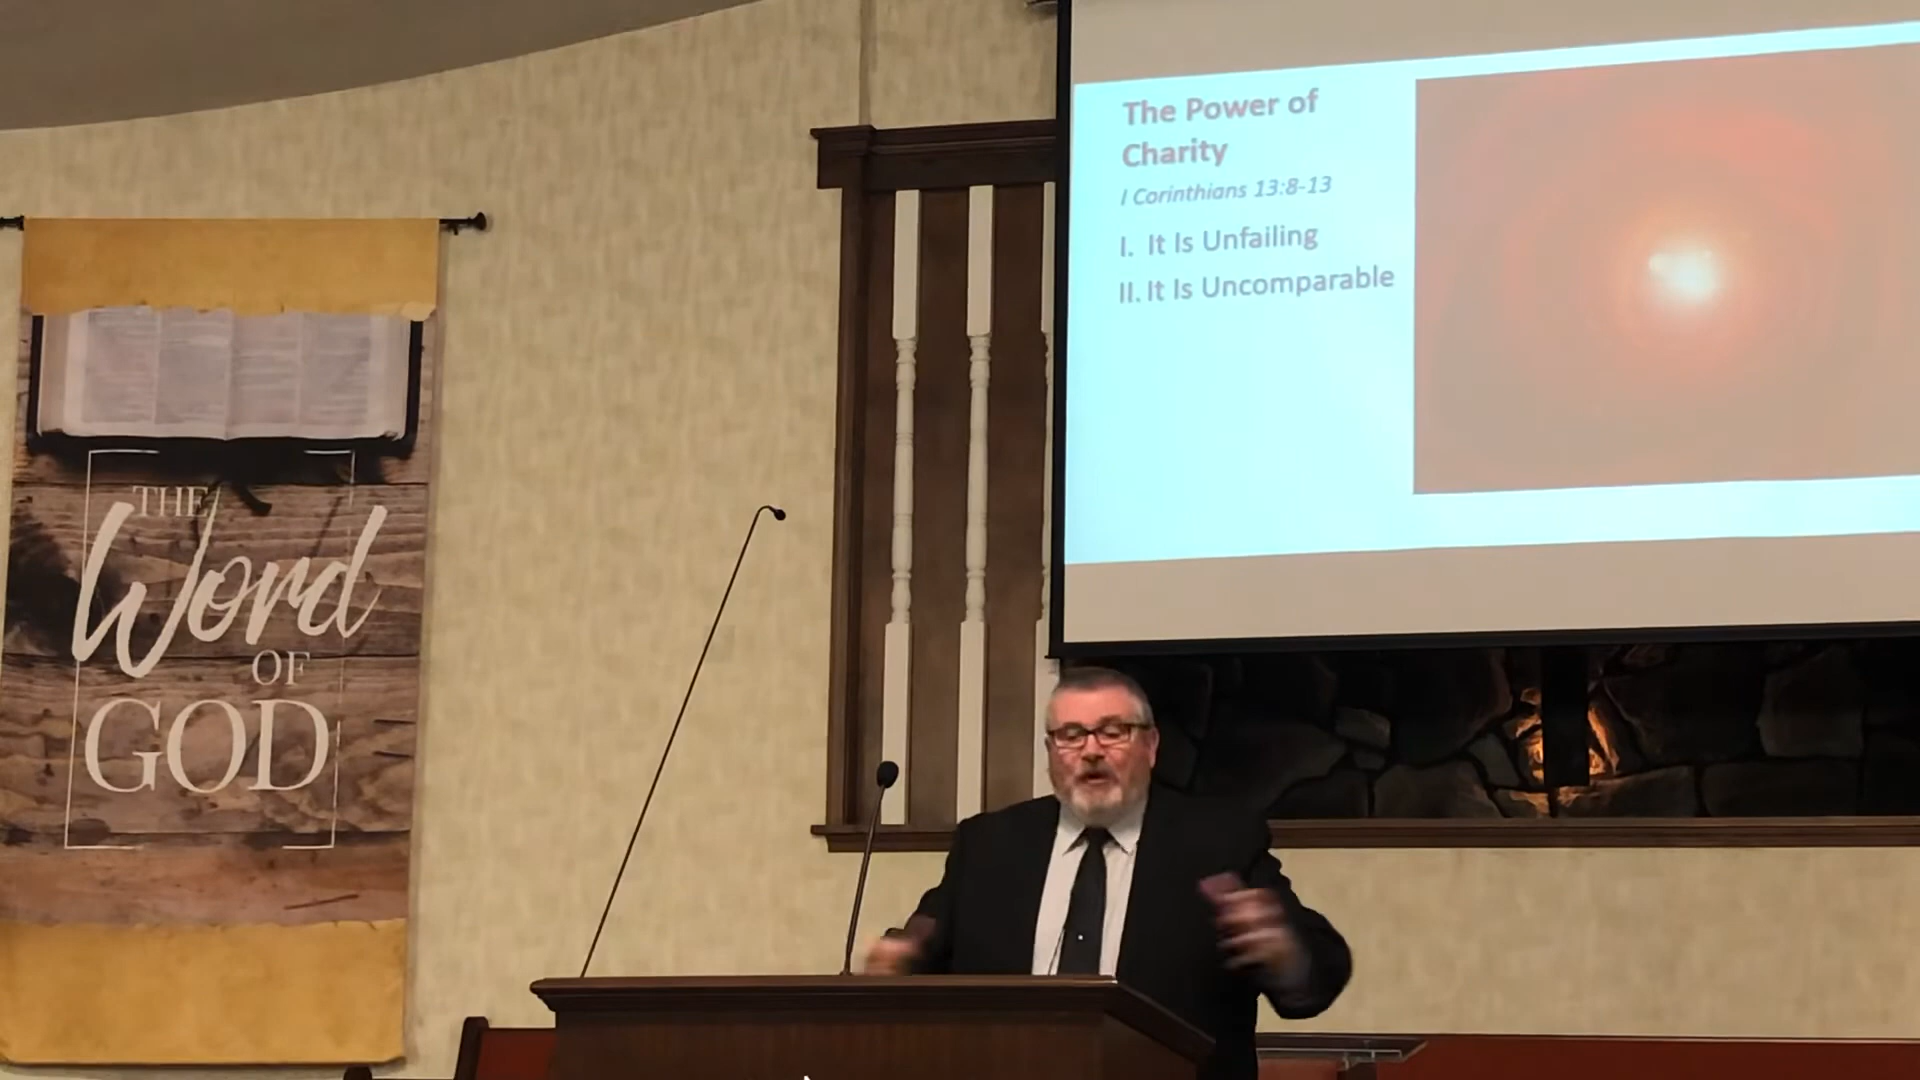 The Power of
Charity
I Corinthians 13:8-13
I. It Is Unfailing
II. It Is Uncomparable
THE
Word
OF
GOD